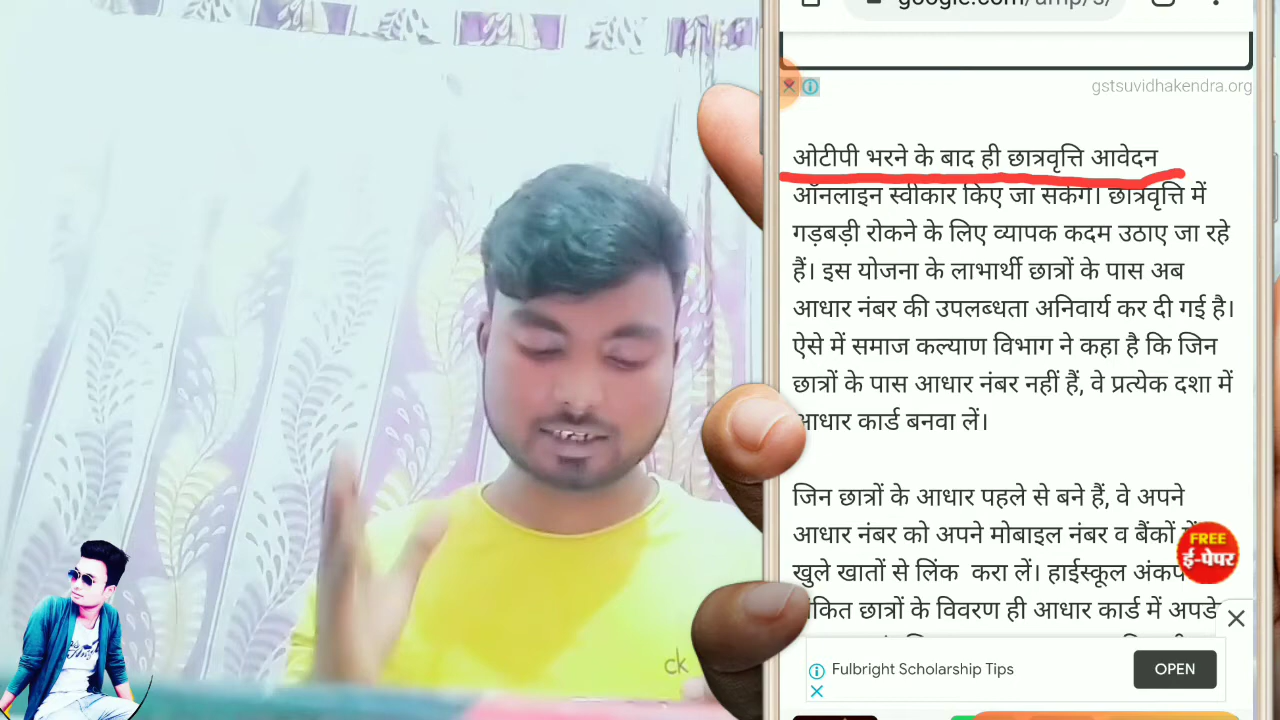 google.com/amp/s/
gstsuvidhakendra.org
ओटीपी भरने के बाद ही छात्रवृत्ति आवेदन
ऑनलाइन स्वीकार किए जा सकेंगे। छात्रवृत्ति में
गड़बड़ी रोकने के लिए व्यापक कदम उठाए जा रहे
हैं। इस योजना के लाभार्थी छात्रों के पास अब
आधार नंबर की उपलब्धता अनिवार्य कर दी गई है।
ऐसे में समाज कल्याण विभाग ने कहा है कि जिन
छात्रों के पास आधार नंबर नहीं हैं, वे प्रत्येक दशा में
आधार कार्ड बनवा लें।
जिन छात्रों के आधार पहले से बने हैं, वे अपने
आधार नंबर को अपने मोबाइल नंबर व बैंकों में
खुले खातों से लिंक करा लें। हाईस्कूल
छात्रों के विवरण ही आधार कार्ड में
FREE
ई-पेपर
Fulbright Scholarship Tips
OPEN
ck